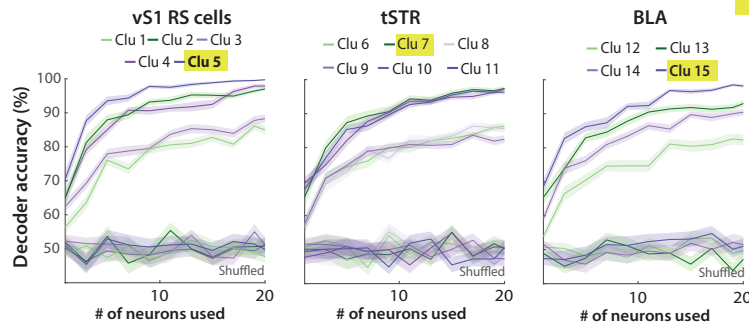 vS1 RS cells
Clu 1 Clu 2 Clu 3
Clu 4 Clu 5
tSTR
Clu 6 Clu 7 Clu 8
Clu 9 Clu 10 Clu 11
BLA
Clu 12 Clu 13
Clu 14 Clu 15
Decoder accuracy (%)
100
90
80
70
60
50
Shuffled
10
20
# of neurons used
Shuffled
10
20
# of neurons used
Shuffled
10
20
# of neurons used